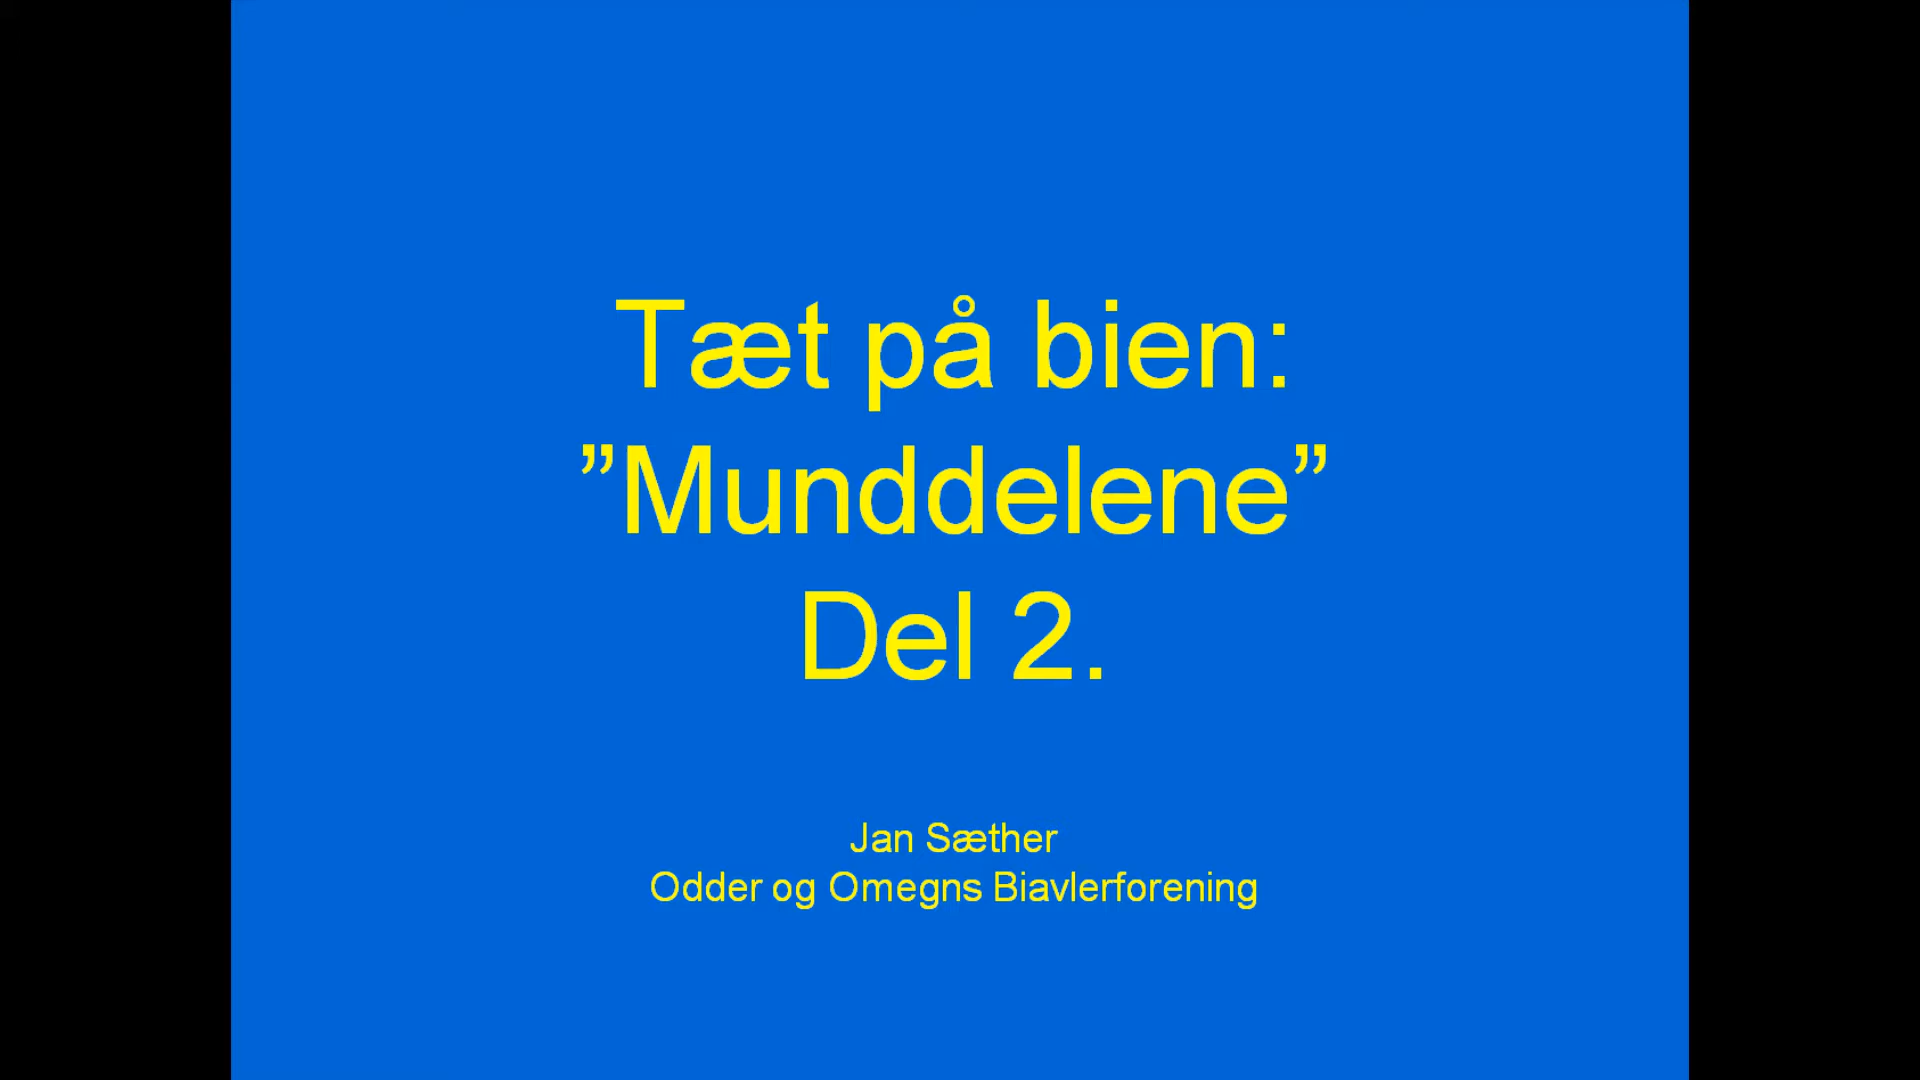 Tæt på bien:
”Munddelene”
Del 2.
Jan Sæther
Odder og Omegns Biavlerforening